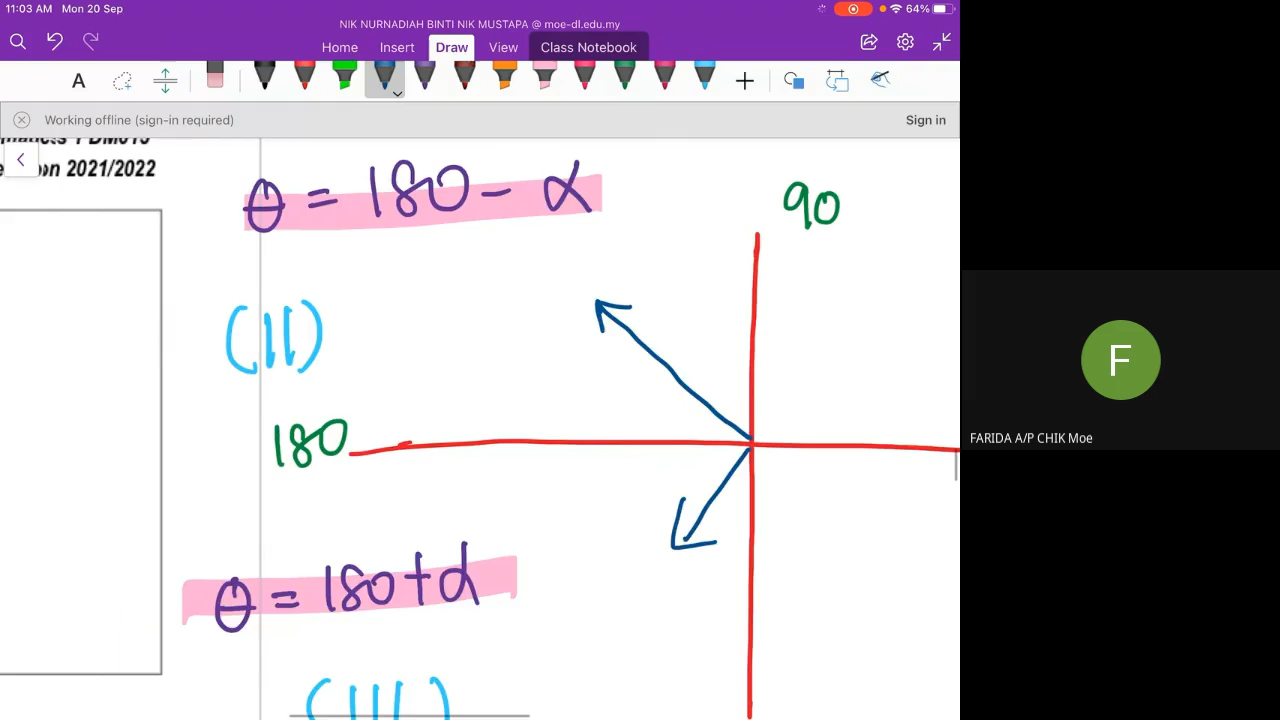 11:03 AM Mon 20 Sep
64%
NIK NURNADIAH BINTI NIK MUSTAPA @ moe-dl.edu.my
Home Insert Draw View Class Notebook
A
Working offline (sign-in required)
Sign in
on 2021/2022
θ = 180 - α
90
(II)
180
θ = 180 + α
(III)
F
FARIDA A/P CHIK Moe